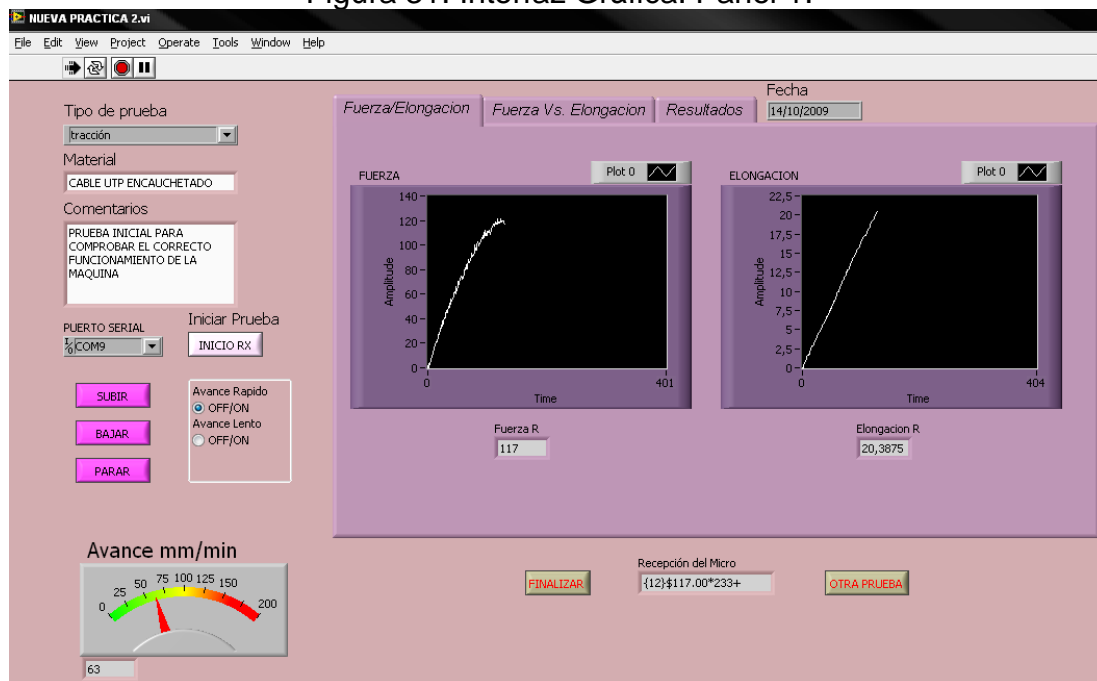 NUEVA PRACTICA 2.vi
File Edit View Project Operate Tools Window Help
Tipo de prueba
tracción
Material
CABLE UTP ENCAUCHETADO
Comentarios
PRUEBA INICIAL PARA
COMPROBAR EL CORRECTO
FUNCIONAMIENTO DE LA
MAQUINA
PUERTO SERIAL
COM9
Iniciar Prueba
INICIO RX
SUBIR
BAJAR
PARAR
Avance Rapido
OFF/ON
Avance Lento
OFF/ON
Avance mm/min
0 25 50 75 100 125 150 200
63
Fuerza/Elongacion
Fuerza Vs. Elongacion
Resultados
Fecha
14/10/2009
FUERZA
Plot 0
140
120
100
80
60
40
20
0
Amplitude
0 401
Time
Fuerza R
117
ELONGACION
Plot 0
22,5
20
17,5
15
12,5
10
7,5
5
2,5
0
Amplitude
0 404
Time
Elongacion R
20,3875
FINALIZAR
Recepción del Micro
{12}$117.00*233+
OTRA PRUEBA